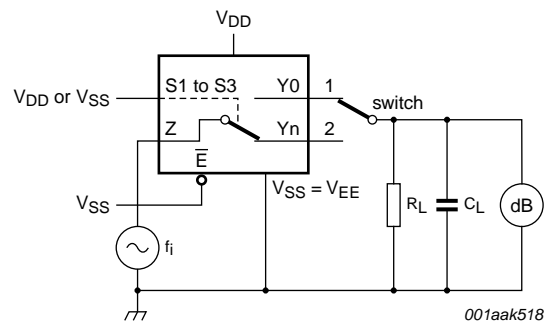 VDD
S1 to S3
Y0
1
switch
VDD or VSS
Z
Yn
2
E
VSS = VEE
VSS
RL
CL
dB
fi
001aak518